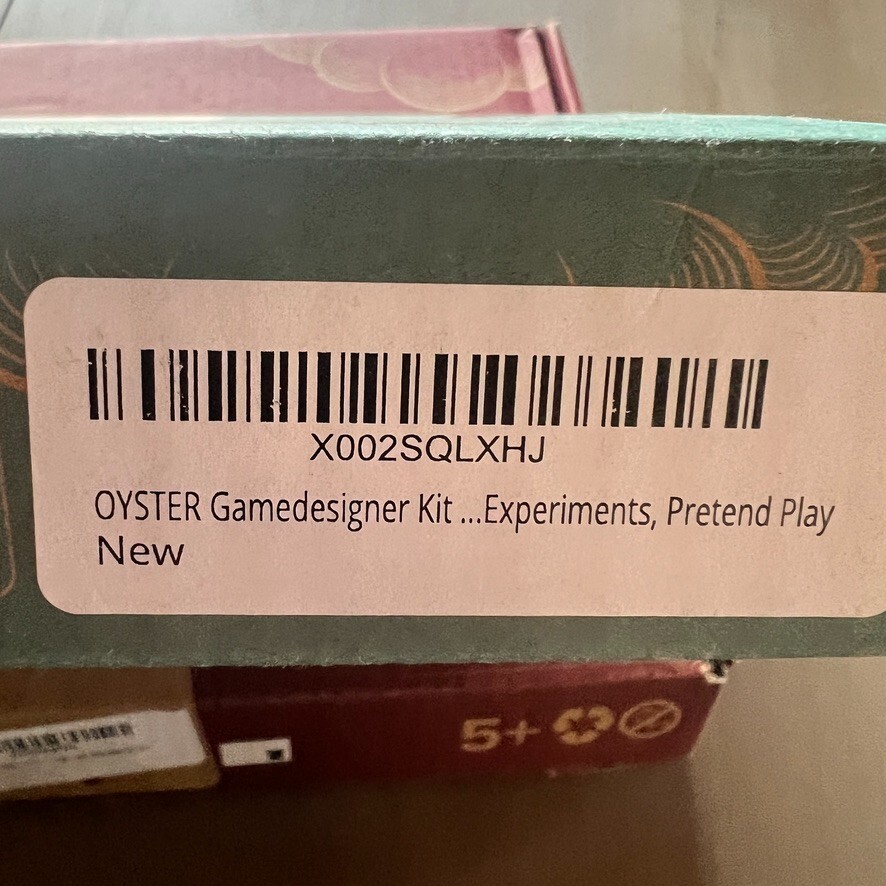 X002SQLXHJ
OYSTER Gamedesigner Kit ...Experiments, Pretend Play
New
5+